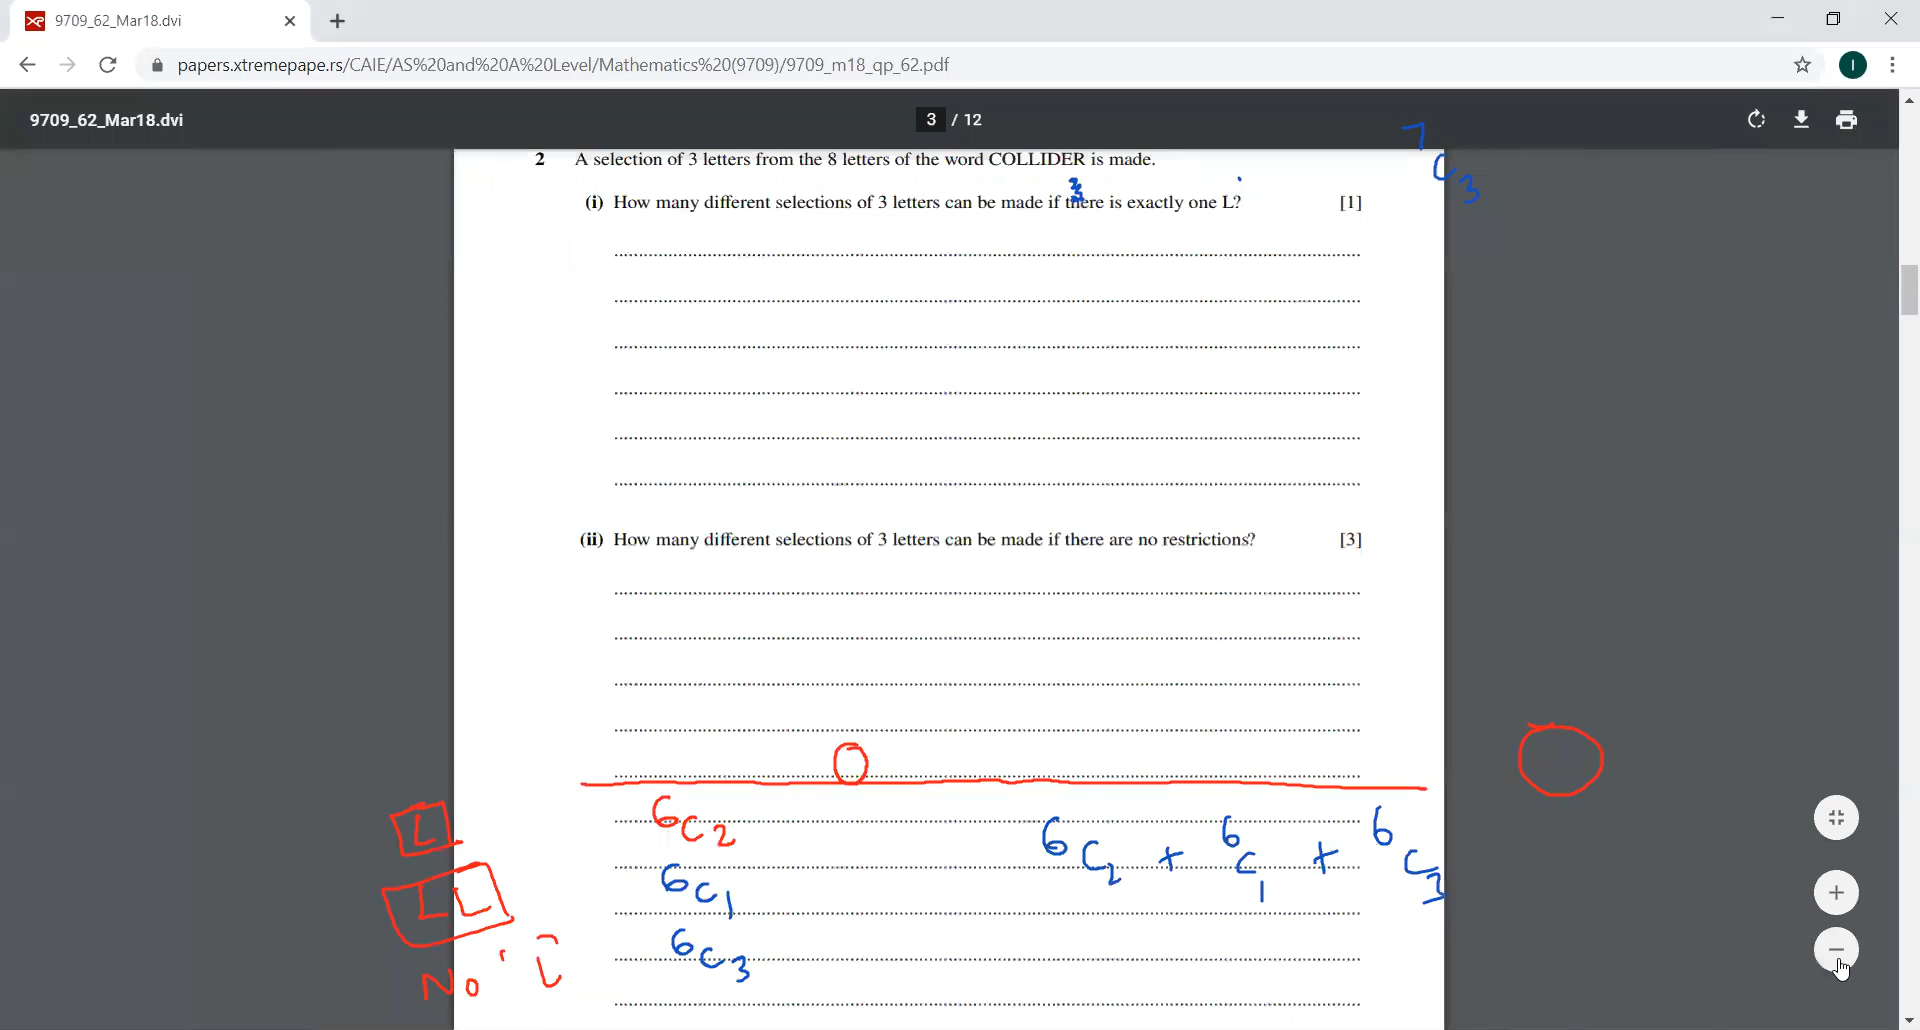 9709_62_Mar18.dvi
papers.xtremepape.rs/CAIE/AS%20and%20A%20Level/Mathematics%20(9709)/9709_m18_qp_62.pdf
I
9709_62_Mar18.dvi 3 / 12
7C3
2 A selection of 3 letters from the 8 letters of the word COLLIDER is made.
(i) How many different selections of 3 letters can be made if there is exactly one L? [1]
(ii) How many different selections of 3 letters can be made if there are no restrictions? [3]
L 6C2
6C2 + 6C1 + 6C3
LL 6C1
No L 6C3